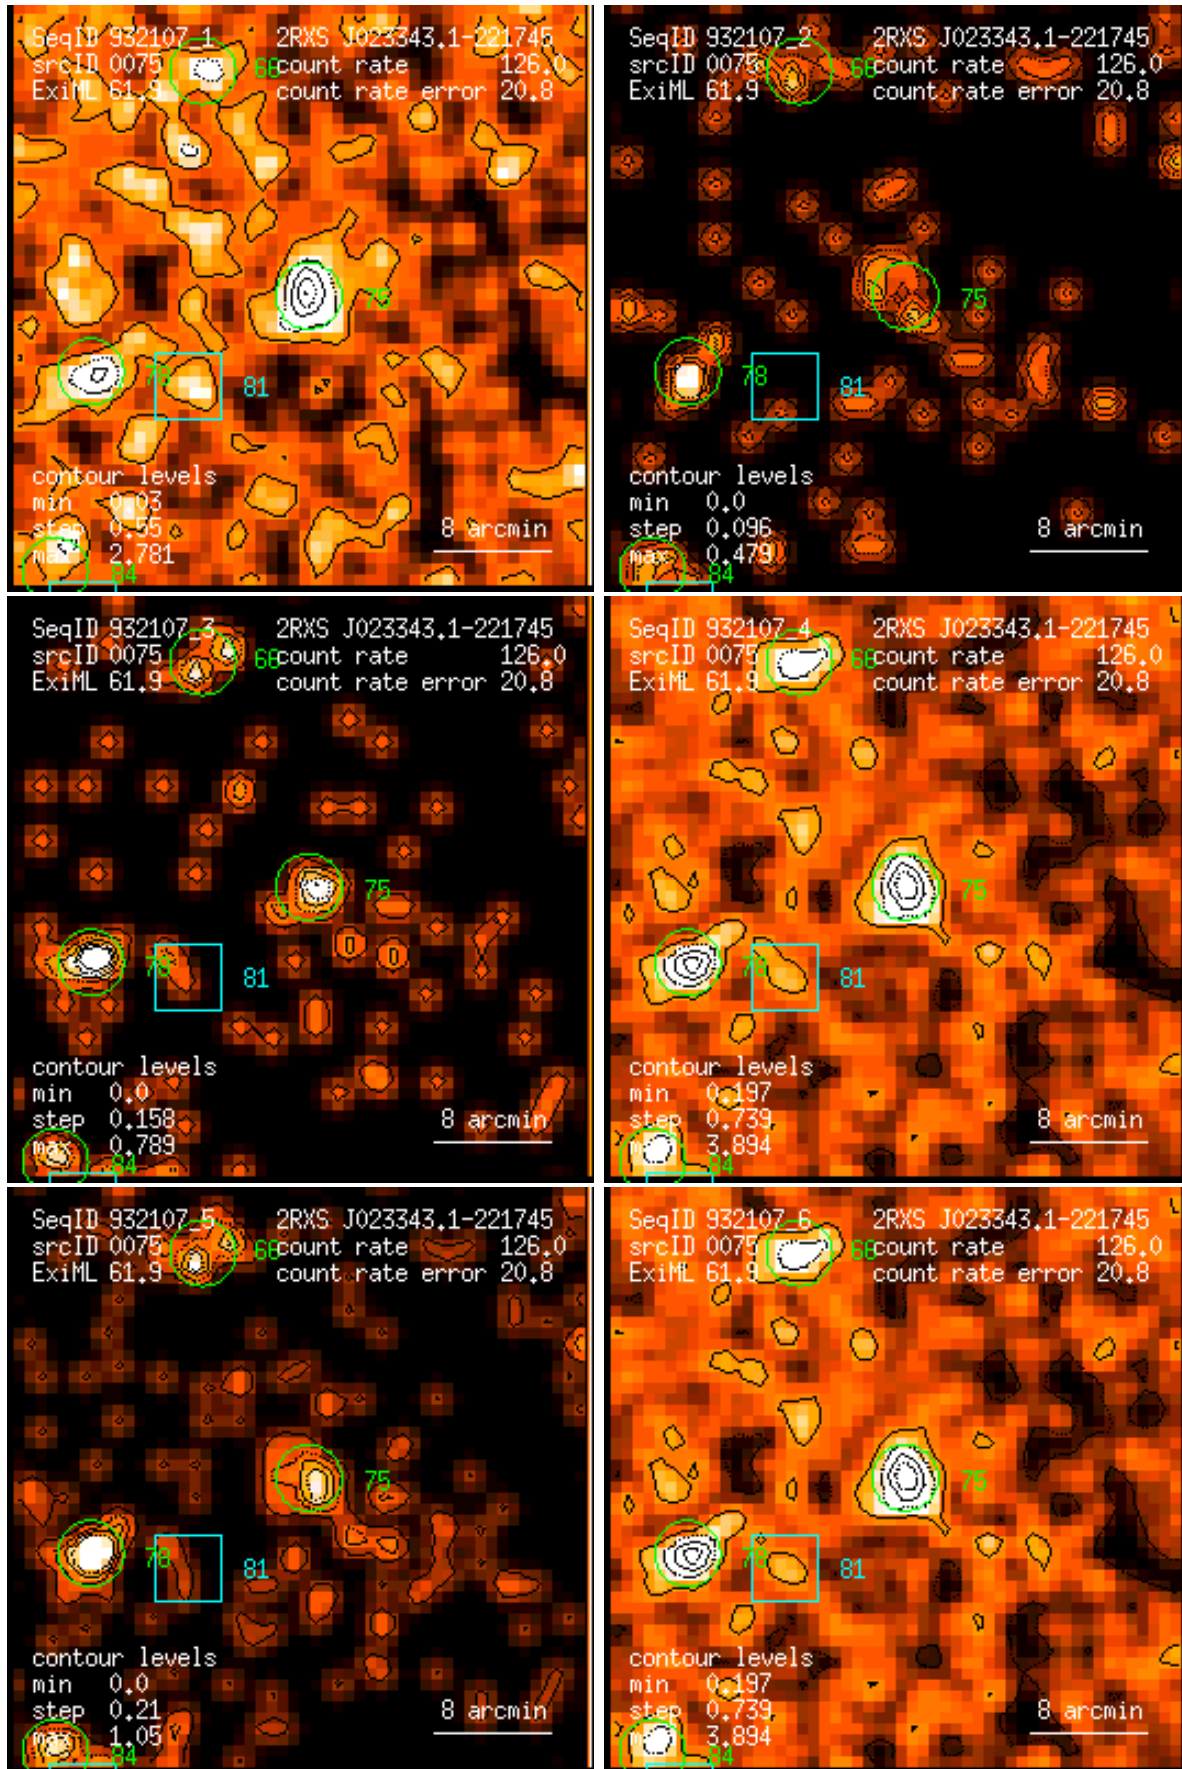 SeqID 932107_1 2RXS J023343.1-221745
srcID 0075 68 count rate 126.0
ExiML 61.9 count rate error 20.8
75
78
81
contour levels
min 0.03
step 0.55
max 2.781
8 arcmin
84
SeqID 932107_2 2RXS J023343.1-221745
srcID 0075 68 count rate 126.0
ExiML 61.9 count rate error 20.8
75
78
81
contour levels
min 0.0
step 0.096
max 0.479
8 arcmin
84
SeqID 932107_3 2RXS J023343.1-221745
srcID 0075 68 count rate 126.0
ExiML 61.9 count rate error 20.8
75
78
81
contour levels
min 0.0
step 0.158
max 0.789
8 arcmin
84
SeqID 932107_4 2RXS J023343.1-221745
srcID 0075 68 count rate 126.0
ExiML 61.9 count rate error 20.8
75
78
81
contour levels
min 0.197
step 0.739
max 3.894
8 arcmin
84
SeqID 932107_5 2RXS J023343.1-221745
srcID 0075 68 count rate 126.0
ExiML 61.9 count rate error 20.8
75
78
81
contour levels
min 0.0
step 0.21
max 1.05
8 arcmin
84
SeqID 932107_6 2RXS J023343.1-221745
srcID 0075 68 count rate 126.0
ExiML 61.9 count rate error 20.8
75
78
81
contour levels
min 0.197
step 0.739
max 3.894
8 arcmin
84